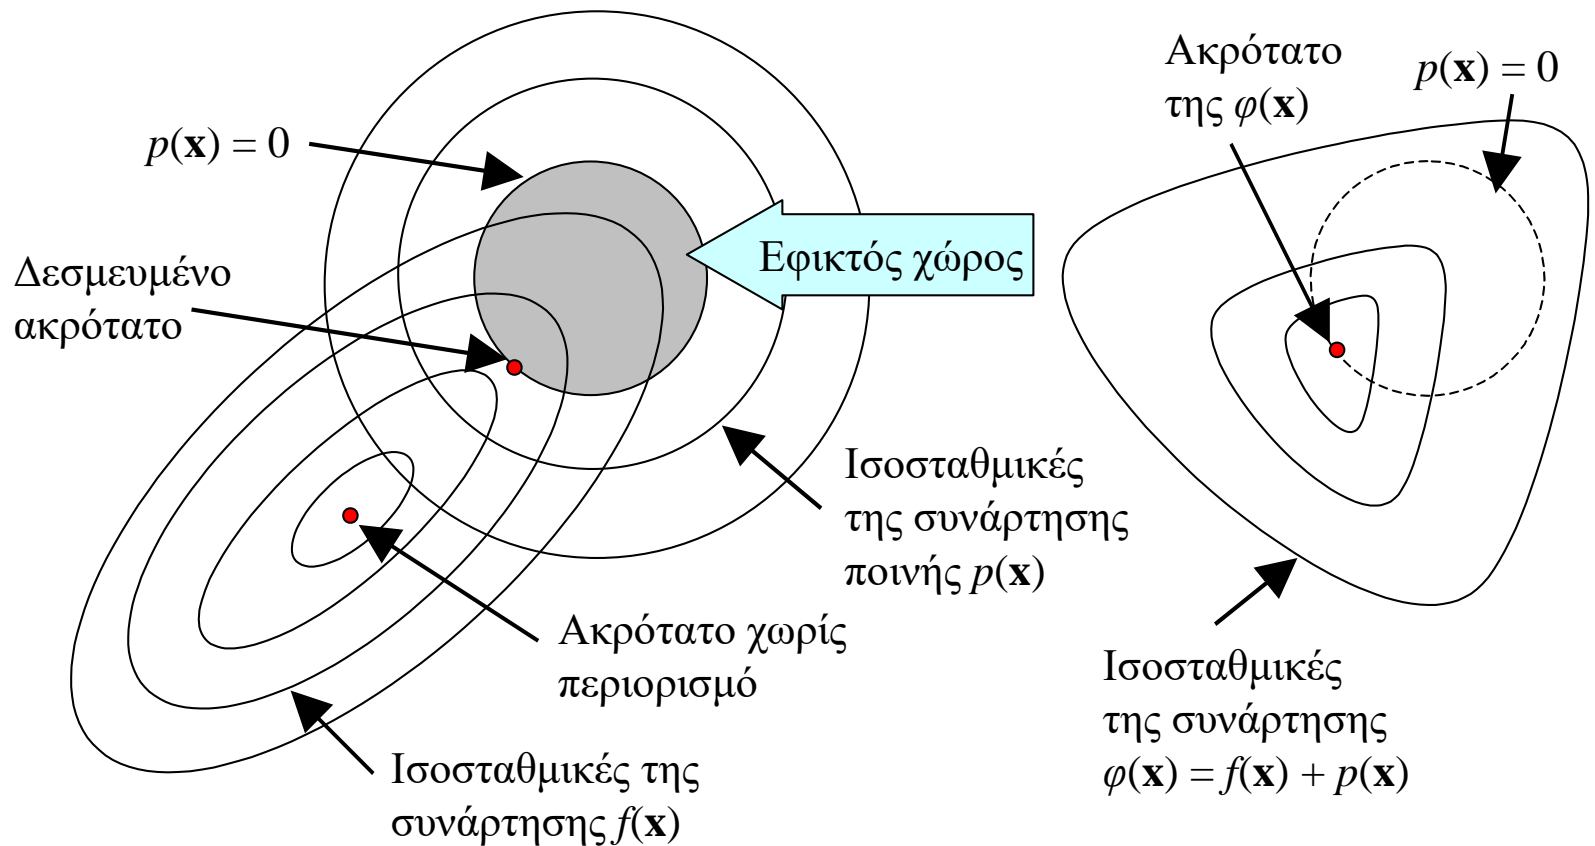 p(x) = 0
Δεσμευμένο
ακρότατο
Εφικτός χώρος
Ισοσταθμικές
της συνάρτησης
ποινής p(x)
Ακρότατο χωρίς
περιορισμό
Ισοσταθμικές της
συνάρτησης f(x)
Ακρότατο
της φ(x)
p(x) = 0
Ισοσταθμικές
της συνάρτησης
φ(x) = f(x) + p(x)